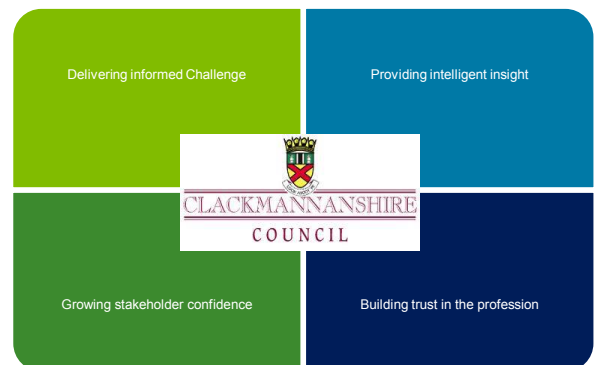 Delivering informed Challenge
Providing intelligent insight
CLACKMANNANSHIRE
COUNCIL
Growing stakeholder confidence
Building trust in the profession